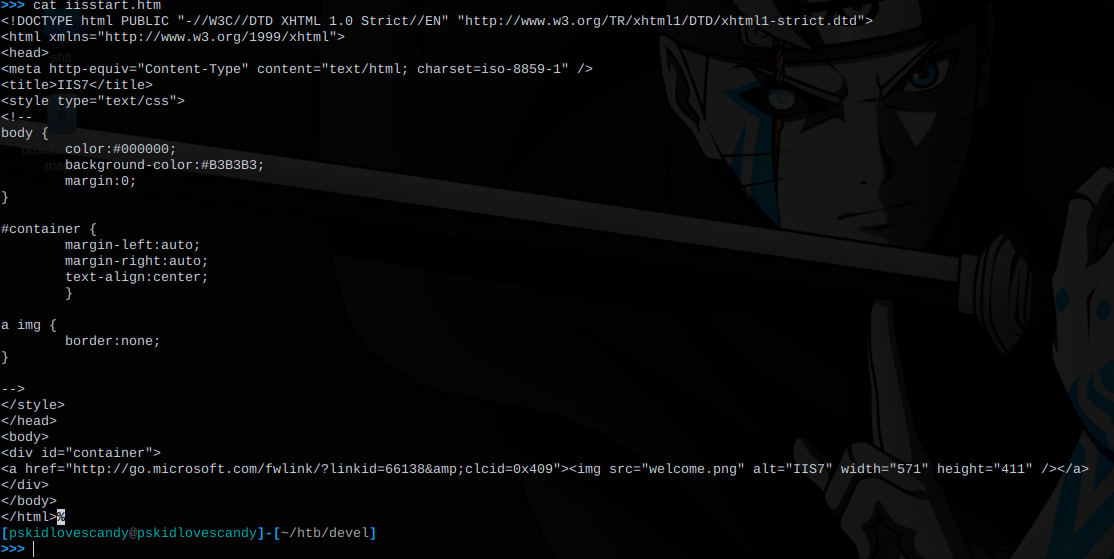 >>> cat iisstart.htm
<!DOCTYPE html PUBLIC "-//W3C//DTD XHTML 1.0 Strict//EN" "http://www.w3.org/TR/xhtml1/DTD/xhtml1-strict.dtd">
<html xmlns="http://www.w3.org/1999/xhtml">
<head>
<meta http-equiv="Content-Type" content="text/html; charset=iso-8859-1" />
<title>IIS7</title>
<style type="text/css">
<!--
body {
        color:#000000;
        background-color:#B3B3B3;
        margin:0;
}

#container {
        margin-left:auto;
        margin-right:auto;
        text-align:center;
        }

a img {
        border:none;
}

-->
</style>
</head>
<body>
<div id="container">
<a href="http://go.microsoft.com/fwlink/?linkid=66138&amp;clcid=0x409"><img src="welcome.png" alt="IIS7" width="571" height="411" /></a>
</div>
</body>
</html>%
[pskidlovescandy@pskidlovescandy]-[~/htb/devel]
>>>